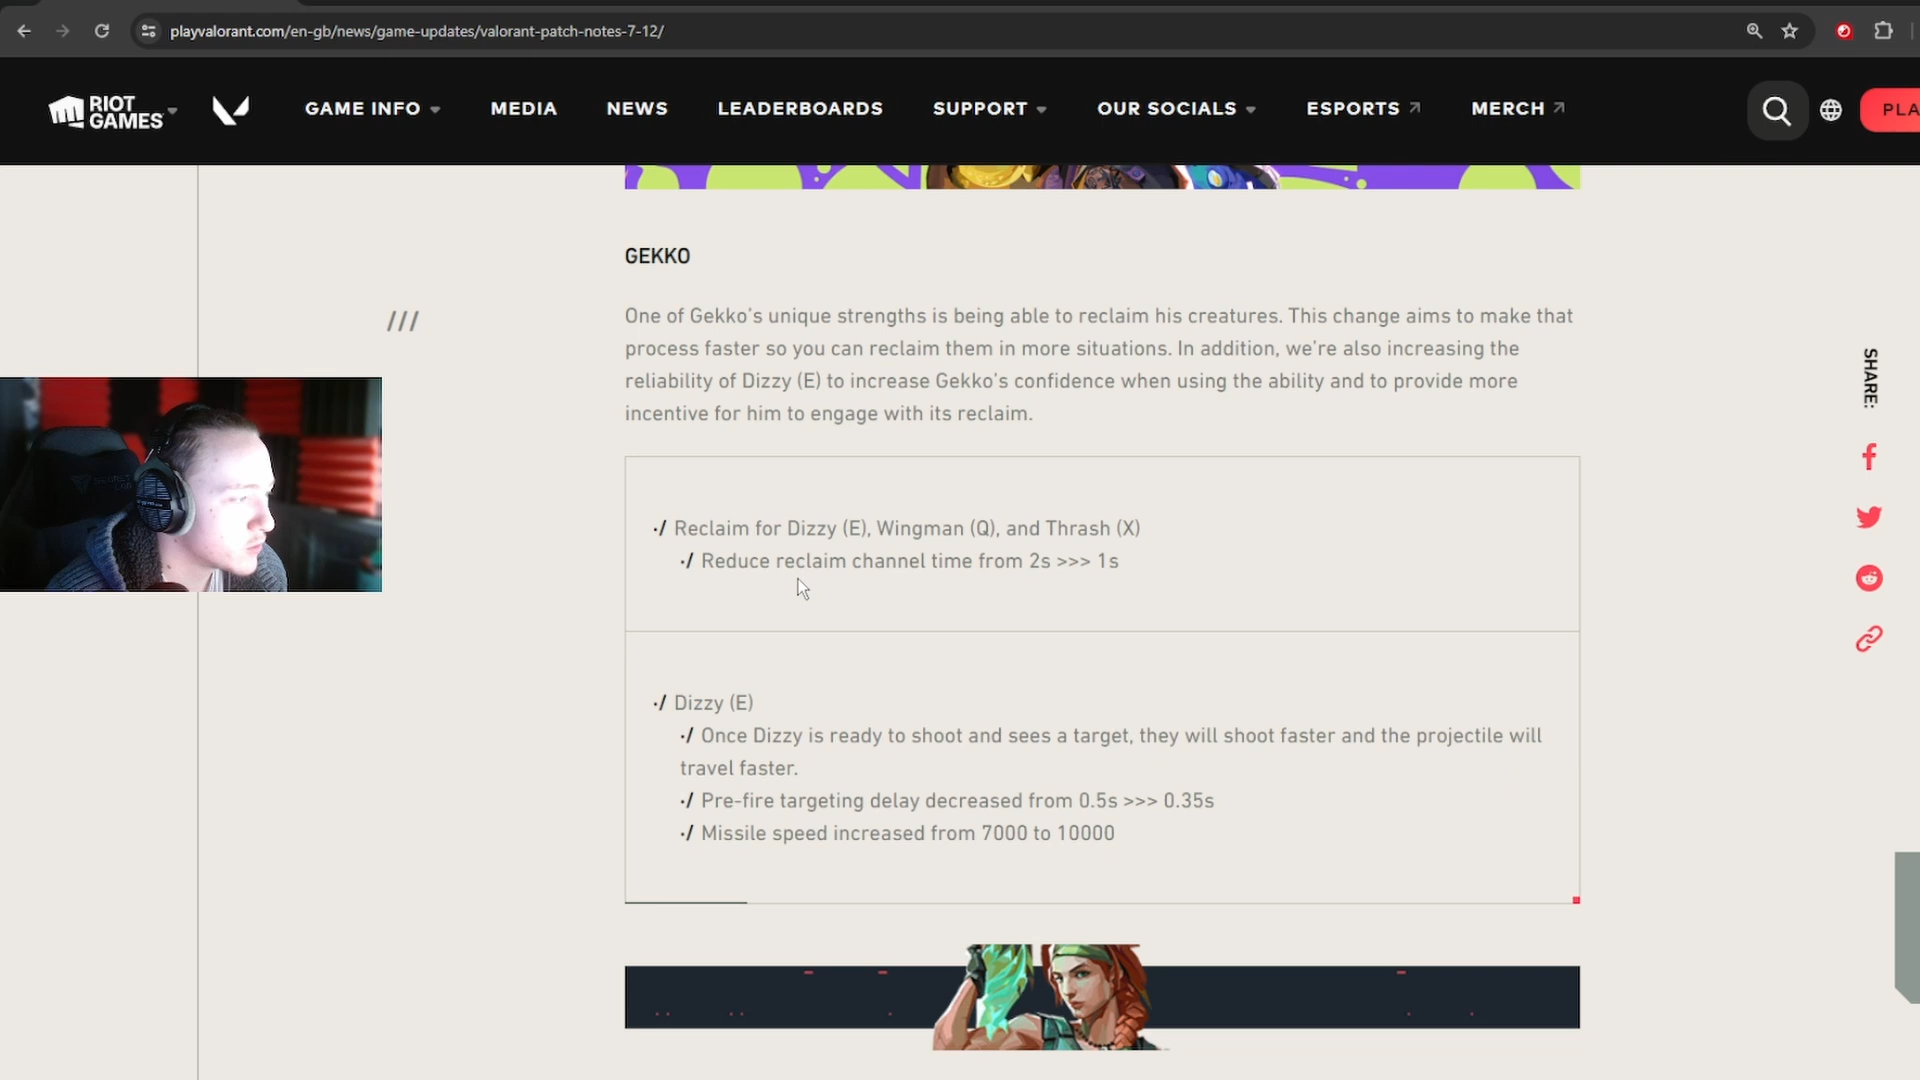 playvalorant.com/en-gb/news/game-updates/valorant-patch-notes-7-12/
RIOT GAMES
GAME INFO MEDIA NEWS LEADERBOARDS SUPPORT OUR SOCIALS ESPORTS MERCH PLA
GEKKO
One of Gekko's unique strengths is being able to reclaim his creatures. This change aims to make that
process faster so you can reclaim them in more situations. In addition, we're also increasing the
reliability of Dizzy (E) to increase Gekko's confidence when using the ability and to provide more
incentive for him to engage with its reclaim.
///
SHARE:
·/ Reclaim for Dizzy (E), Wingman (Q), and Thrash (X)
·/ Reduce reclaim channel time from 2s >>> 1s
·/ Dizzy (E)
·/ Once Dizzy is ready to shoot and sees a target, they will shoot faster and the projectile will
travel faster.
·/ Pre-fire targeting delay decreased from 0.5s >>> 0.35s
·/ Missile speed increased from 7000 to 10000